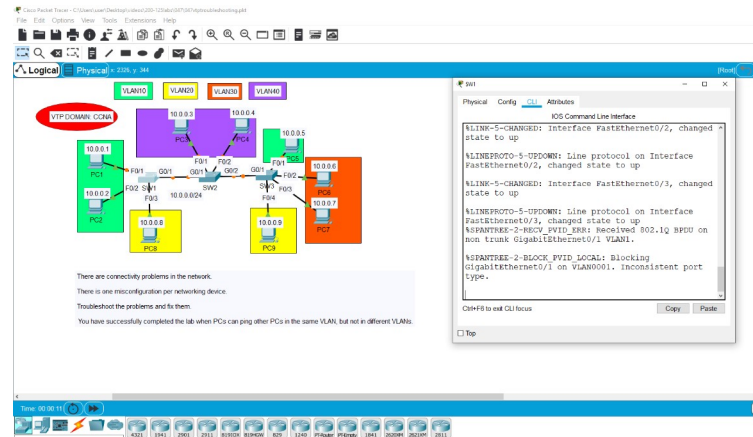 Cisco Packet Tracer
File Edit Options View Tools Extensions Help
Logical
Physical
x: 2329, y: 344
[Root]
VLAN10
VLAN20
VLAN30
VLAN40
VTP DOMAIN: CCNA
10.0.0.3
10.0.0.4
PC3
PC4
10.0.0.5
PC5
10.0.0.1
PC1
F0/1
F0/2
F0/1
10.0.0.6
F0/1
G0/1
G0/1
G0/2
G0/1
F0/2
PC6
10.0.0.2
F0/2
SW1
SW2
SW3
F0/3
10.0.0.0/24
F0/3
F0/4
10.0.0.7
PC2
PC7
10.0.0.8
PC8
10.0.0.9
PC9
There are connectivity problems in the network.
There is one misconfiguration per networking device.
Troubleshoot the problems and fix them.
You have successfully completed the lab when PCs can ping other PCs in the same VLAN, but not in different VLANs.
SW1
Physical Config CLI Attributes
IOS Command Line Interface
%LINK-5-CHANGED: Interface FastEthernet0/2, changed
state to up
%LINEPROTO-5-UPDOWN: Line protocol on Interface
FastEthernet0/2, changed state to up
%LINK-5-CHANGED: Interface FastEthernet0/3, changed
state to up
%LINEPROTO-5-UPDOWN: Line protocol on Interface
FastEthernet0/3, changed state to up
%SPANTREE-2-RECV_PVID_ERR: Received 802.1Q BPDU on
non trunk GigabitEthernet0/1 VLAN1.
%SPANTREE-2-BLOCK_PVID_LOCAL: Blocking
GigabitEthernet0/1 on VLAN0001. Inconsistent port
type.
Ctrl+F6 to exit CLI focus
Copy
Paste
Top
Time: 00:00:11
4321 1941 2901 2911 819IOX 819HGW 829 1240 PT-Router PT-Empty 1841 2620XM 2621XM 2811